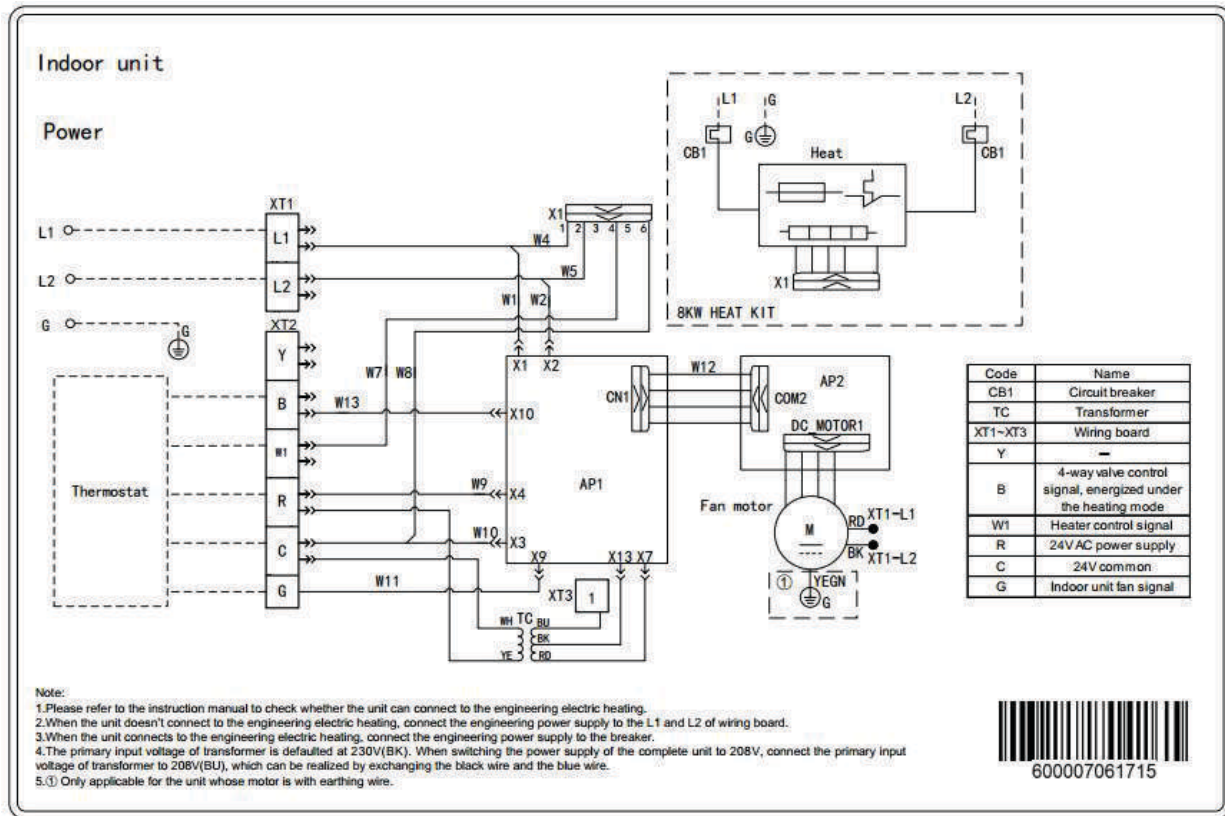 Indoor unit
Power
L1 G L2
G
CB1 CB1
Heat
X1
8KW HEAT KIT
XT1
L1 L1
L2 L2
G G
XT2
X1
1 2 3 4 5 6
W4
W5
W1 W2
W7 W8
X1 X2
Y
B W13 X10
W1
R W9 X4
C W10 X3
G W11 X9
X13 X7
Thermostat
AP1
CN1 W12 COM2
AP2
DC MOTOR1
Fan motor
M
RD XT1-L1
BK XT1-L2
① YEGN
G
XT3 1
WH TC BU
BK
YE RD
Code Name
CB1 Circuit breaker
TC Transformer
XT1~XT3 Wiring board
Y —
B 4-way valve control
signal, energized under
the heating mode
W1 Heater control signal
R 24V AC power supply
C 24V common
G Indoor unit fan signal
Note:
1.Please refer to the instruction manual to check whether the unit can connect to the engineering electric heating.
2.When the unit doesn't connect to the engineering electric heating, connect the engineering power supply to the L1 and L2 of wiring board.
3.When the unit connects to the engineering electric heating, connect the engineering power supply to the breaker.
4.The primary input voltage of transformer is defaulted at 230V(BK). When switching the power supply of the complete unit to 208V, connect the primary input
voltage of transformer to 208V(BU), which can be realized by exchanging the black wire and the blue wire.
5.① Only applicable for the unit whose motor is with earthing wire.
600007061715